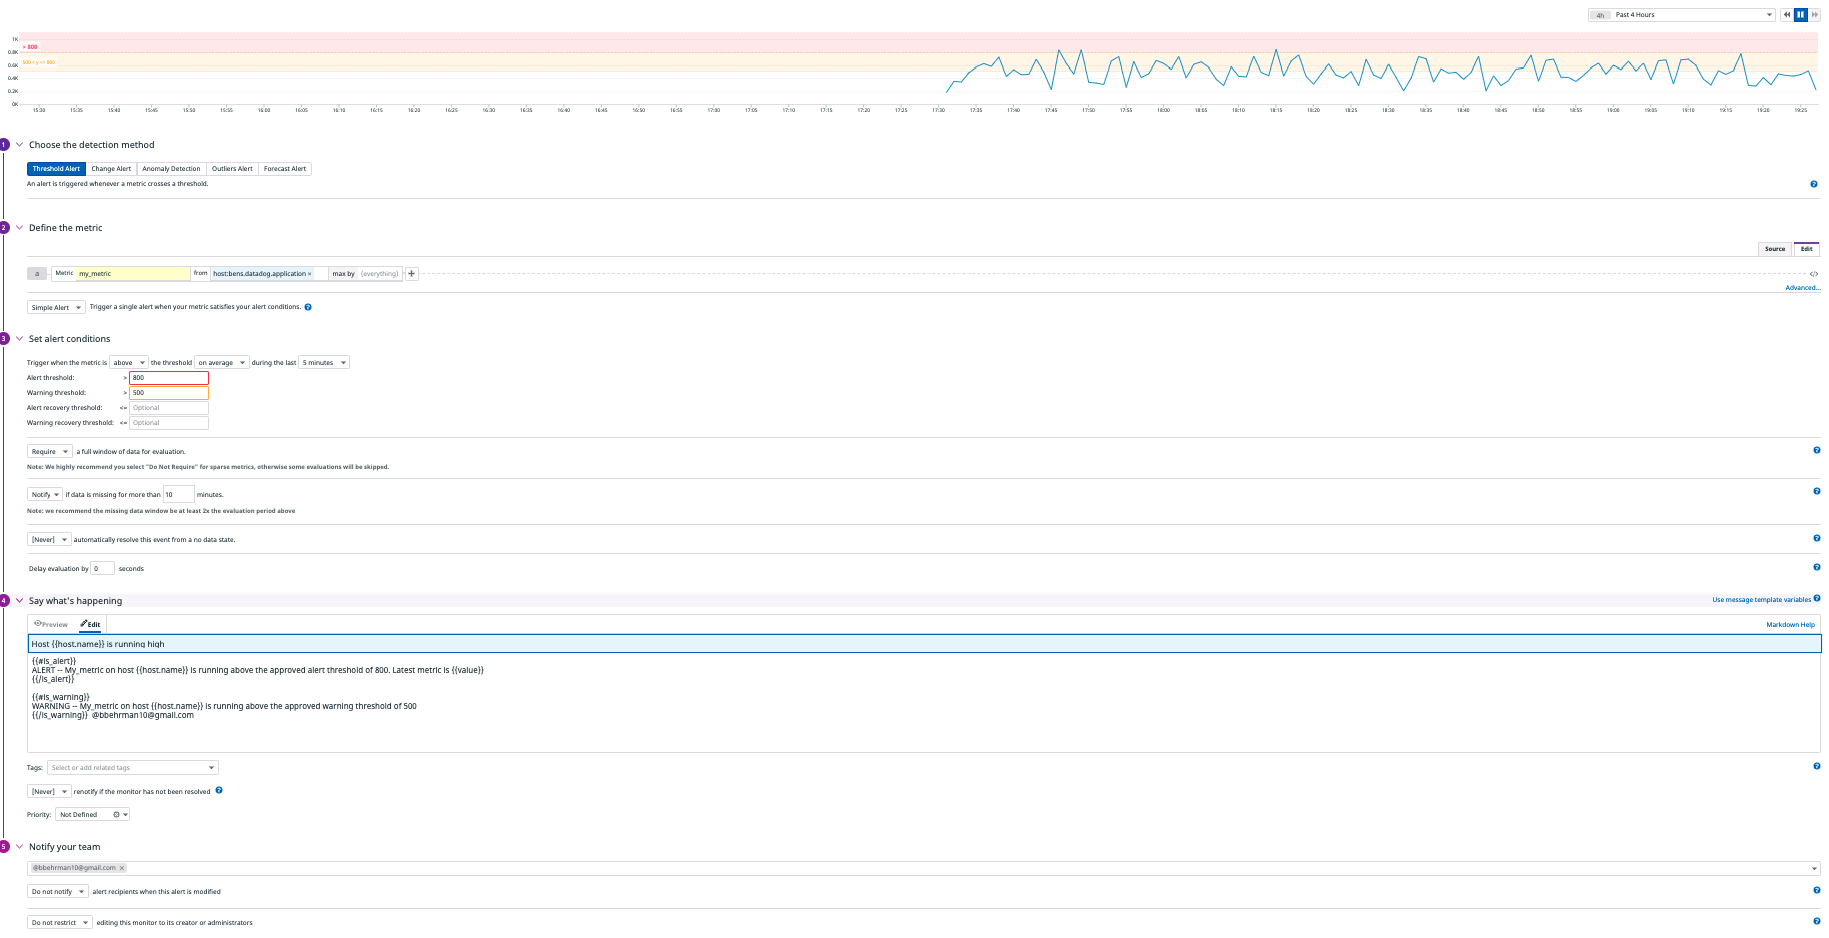 4h Past 4 Hours
1K
> 800
0.8K
500 < y <= 800
0.6K
0.4K
0.2K
0K
15:30 15:35 15:40 15:45 15:50 15:55 16:00 16:05 16:10 16:15 16:20 16:25 16:30 16:35 16:40 16:45 16:50 16:55 17:00 17:05 17:10 17:15 17:20 17:25 17:30 17:35 17:40 17:45 17:50 17:55 18:00 18:05 18:10 18:15 18:20 18:25 18:30 18:35 18:40 18:45 18:50 18:55 19:00 19:05 19:10 19:15 19:20 19:25
1 Choose the detection method
Threshold Alert Change Alert Anomaly Detection Outliers Alert Forecast Alert
An alert is triggered whenever a metric crosses a threshold.
2 Define the metric
Source Edit
a Metric my_metric from host:bens.datadog.application × max by (everything) +
</>
Advanced...
Simple Alert Trigger a single alert when your metric satisfies your alert conditions.
3 Set alert conditions
Trigger when the metric is above the threshold on average during the last 5 minutes
Alert threshold: > 800
Warning threshold: > 500
Alert recovery threshold: <= Optional
Warning recovery threshold: <= Optional
Require a full window of data for evaluation.
Note: We highly recommend you select "Do Not Require" for sparse metrics, otherwise some evaluations will be skipped.
Notify if data is missing for more than 10 minutes.
Note: we recommend the missing data window be at least 2x the evaluation period above
[Never] automatically resolve this event from a no data state.
Delay evaluation by 0 seconds
4 Say what's happening
Use message template variables
Preview Edit
Markdown Help
Host {{host.name}} is running high
{{#is_alert}}
ALERT -- My_metric on host {{host.name}} is running above the approved alert threshold of 800. Latest metric is {{value}}
{{/is_alert}}
{{#is_warning}}
WARNING -- My_metric on host {{host.name}} is running above the approved warning threshold of 500
{{/is_warning}} @bbehrman10@gmail.com
Tags: Select or add related tags
[Never] renotify if the monitor has not been resolved
Priority: Not Defined
5 Notify your team
@bbehrman10@gmail.com ×
Do not notify alert recipients when this alert is modified
Do not restrict editing this monitor to its creator or administrators